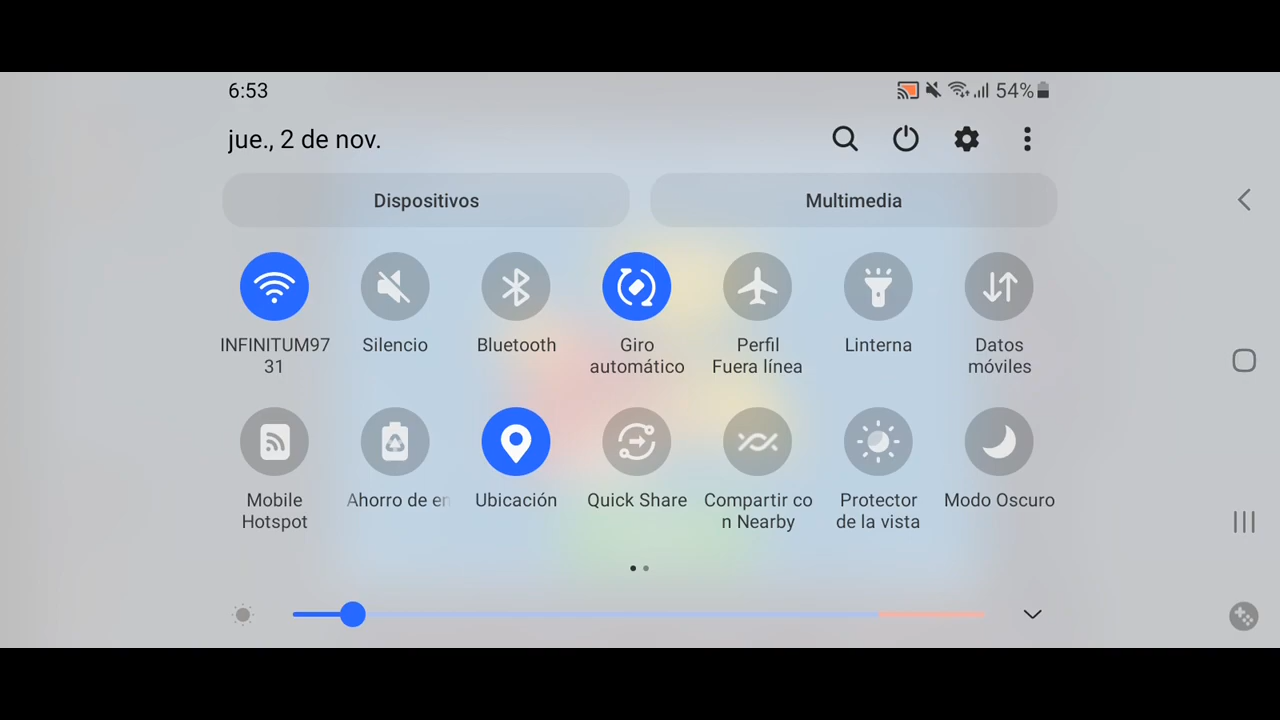 6:53
54%
jue., 2 de nov.
Dispositivos
Multimedia
INFINITUM97
31
Silencio
Bluetooth
Giro
automático
Perfil
Fuera línea
Linterna
Datos
móviles
Mobile
Hotspot
Ahorro de en
Ubicación
Quick Share
Compartir co
n Nearby
Protector
de la vista
Modo Oscuro